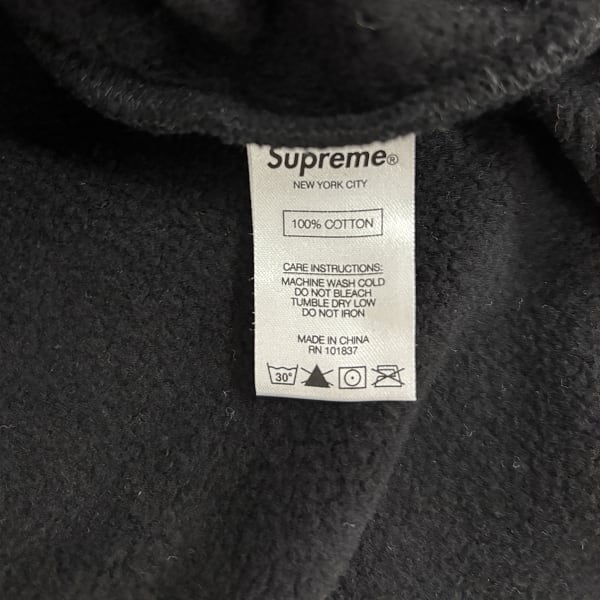 Supreme®
NEW YORK CITY
100% COTTON
CARE INSTRUCTIONS:
MACHINE WASH COLD
DO NOT BLEACH
TUMBLE DRY LOW
DO NOT IRON
MADE IN CHINA
RN 101837
30°